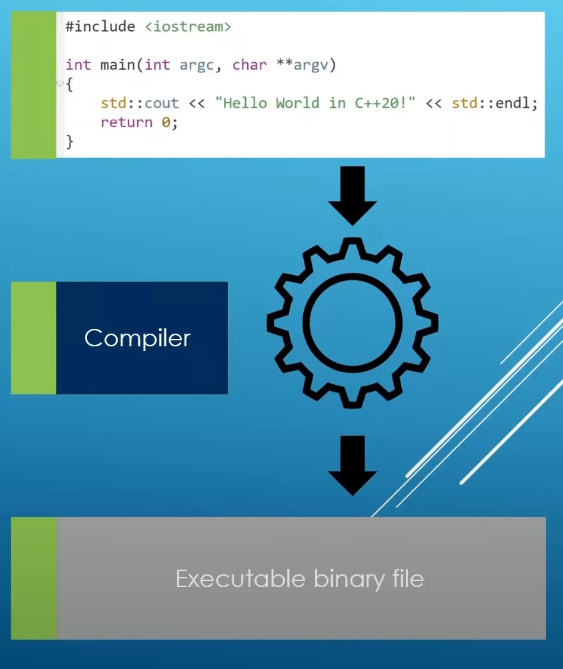 #include <iostream>
int main(int argc, char **argv)
{
    std::cout << "Hello World in C++20!" << std::endl;
    return 0;
}
Compiler
Executable binary file